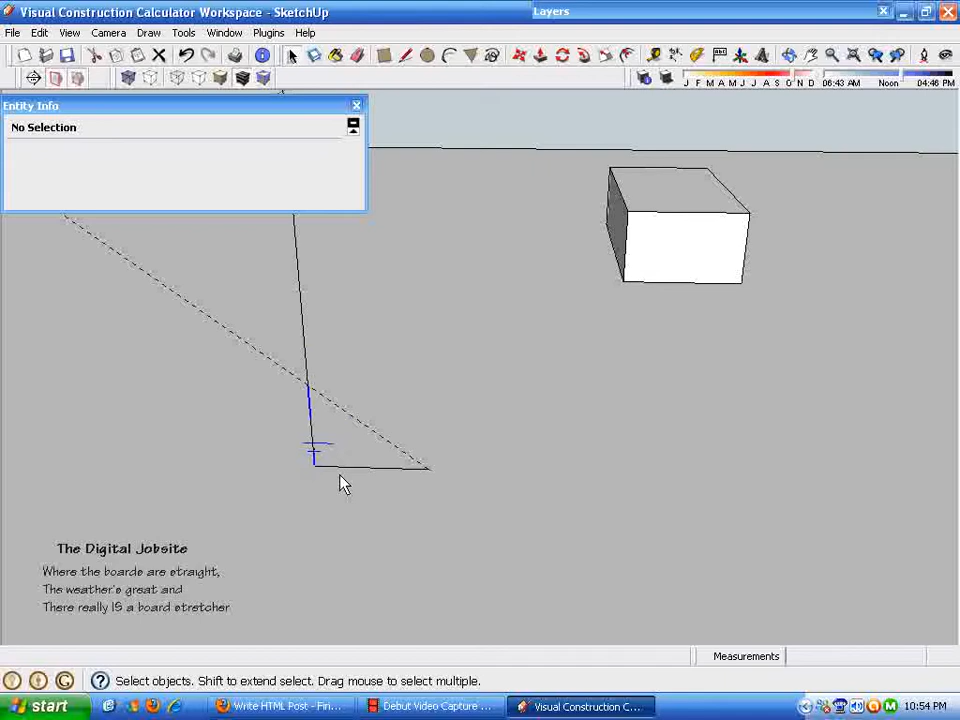 Visual Construction Calculator Workspace - SketchUp
Layers
File Edit View Camera Draw Tools Window Plugins Help
J F M A M J J A S O N D 06:43 AM Noon 04:46 PM
Entity Info
No Selection
The Digital Jobsite
Where the boards are straight,
The weather's great and
There really IS a board stretcher
Measurements
Select objects. Shift to extend select. Drag mouse to select multiple.
start
Write HTML Post - Fir...
Debut Video Capture ...
Visual Construction C...
10:54 PM